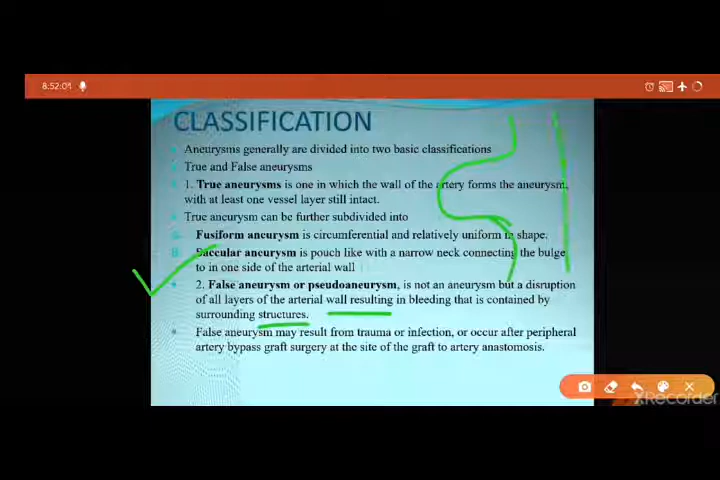 8:52:01
CLASSIFICATION
Aneurysms generally are divided into two basic classifications
True and False aneurysms
1. True aneurysms is one in which the wall of the artery forms the aneurysm,
with at least one vessel layer still intact.
True aneurysm can be further subdivided into
Fusiform aneurysm is circumferential and relatively uniform in shape.
Saccular aneurysm is pouch like with a narrow neck connecting the bulge
to in one side of the arterial wall
2. False aneurysm or pseudoaneurysm, is not an aneurysm but a disruption
of all layers of the arterial wall resulting in bleeding that is contained by
surrounding structures.
False aneurysm may result from trauma or infection, or occur after peripheral
artery bypass graft surgery at the site of the graft to artery anastomosis.
XRecorder